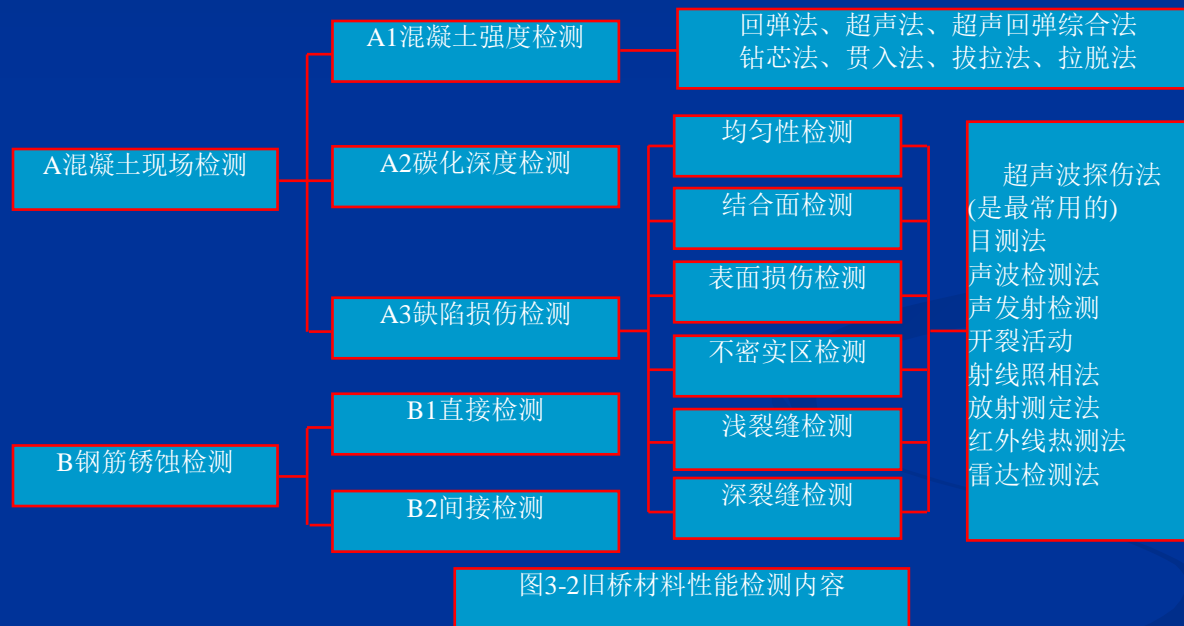 A混凝土现场检测
B钢筋锈蚀检测
A1混凝土强度检测
A2碳化深度检测
A3缺陷损伤检测
B1直接检测
B2间接检测
回弹法、超声法、超声回弹综合法
钻芯法、贯入法、拔拉法、拉脱法
均匀性检测
结合面检测
表面损伤检测
不密实区检测
浅裂缝检测
深裂缝检测
超声波探伤法
(是最常用的)
目测法
声波检测法
声发射检测
开裂活动
射线照相法
放射测定法
红外线热测法
雷达检测法
图3-2旧桥材料性能检测内容